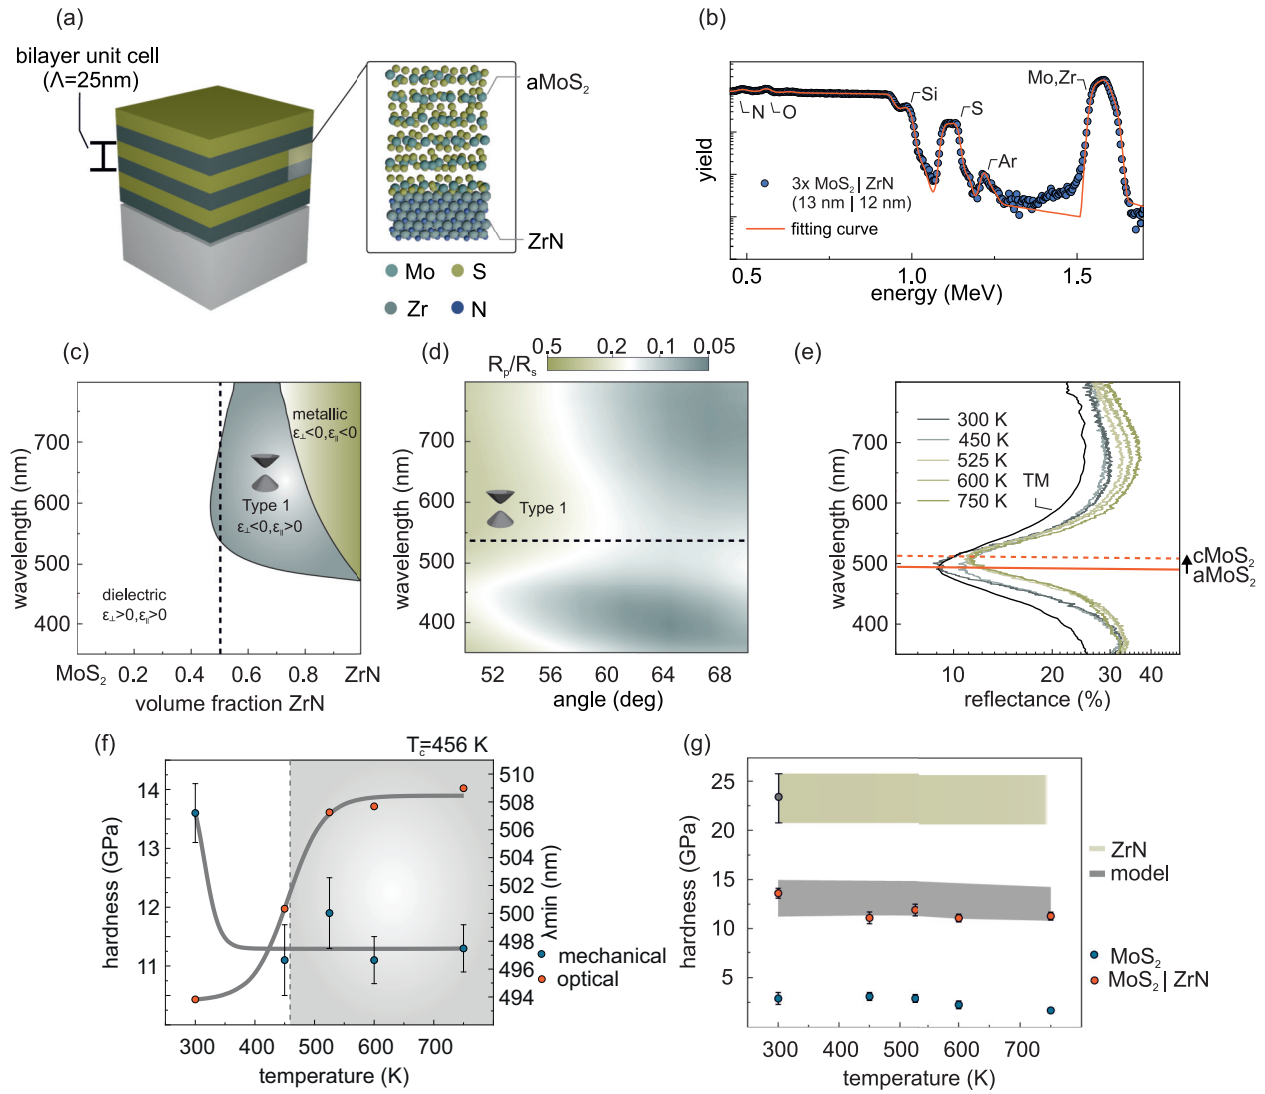 (a)
bilayer unit cell
(Λ=25nm)
aMoS₂
ZrN
Mo
S
Zr
N
(b)
yield
N
O
Si
S
Ar
Mo,Zr
3x MoS₂| ZrN
(13 nm | 12 nm)
fitting curve
0.5
1.0
1.5
energy (MeV)
(c)
wavelength (nm)
700
600
500
400
metallic
ε⊥<0,ε||<0
Type 1
ε⊥<0,ε||>0
dielectric
ε⊥>0,ε||>0
MoS₂
0.2
0.4
0.6
0.8
ZrN
volume fraction ZrN
(d)
Rp/Rs
0.5
0.2
0.1
0.05
wavelength (nm)
700
600
500
400
Type 1
52
56
60
64
68
angle (deg)
(e)
wavelength (nm)
700
600
500
400
300 K
450 K
525 K
600 K
750 K
TM
cMoS₂
aMoS₂
10
20
30
40
reflectance (%)
(f)
Tc=456 K
hardness (GPa)
14
13
12
11
510
508
506
504
502
500
498
496
494
λmin (nm)
mechanical
optical
300
400
500
600
700
temperature (K)
(g)
hardness (GPa)
25
20
15
10
5
ZrN
model
MoS₂
MoS₂| ZrN
300
400
500
600
700
temperature (K)